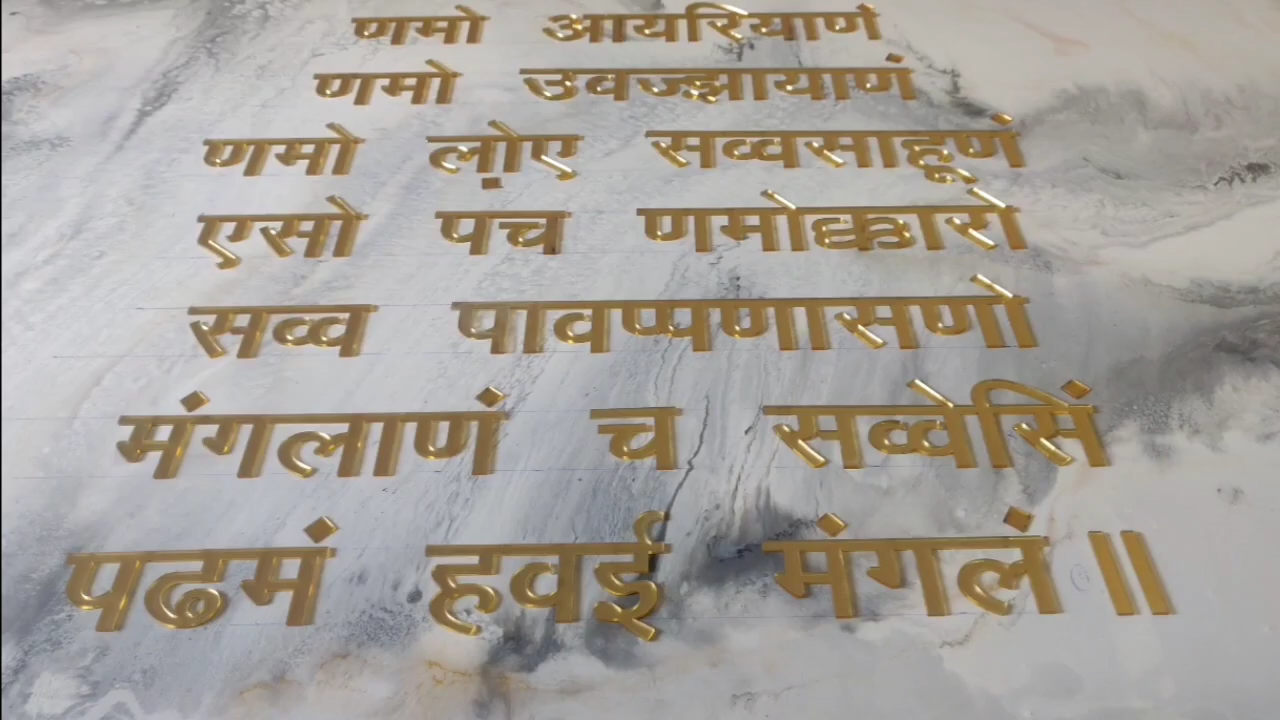 णमो आयरियाणं
णमो उवज्झायाणं
णमो लोए सव्वसाहूणं
एसो पंच णमोक्कारो
सव्व पावप्पणासणो
मंगलाणं च सव्वेसिं
पढमं हवई मंगलं ॥